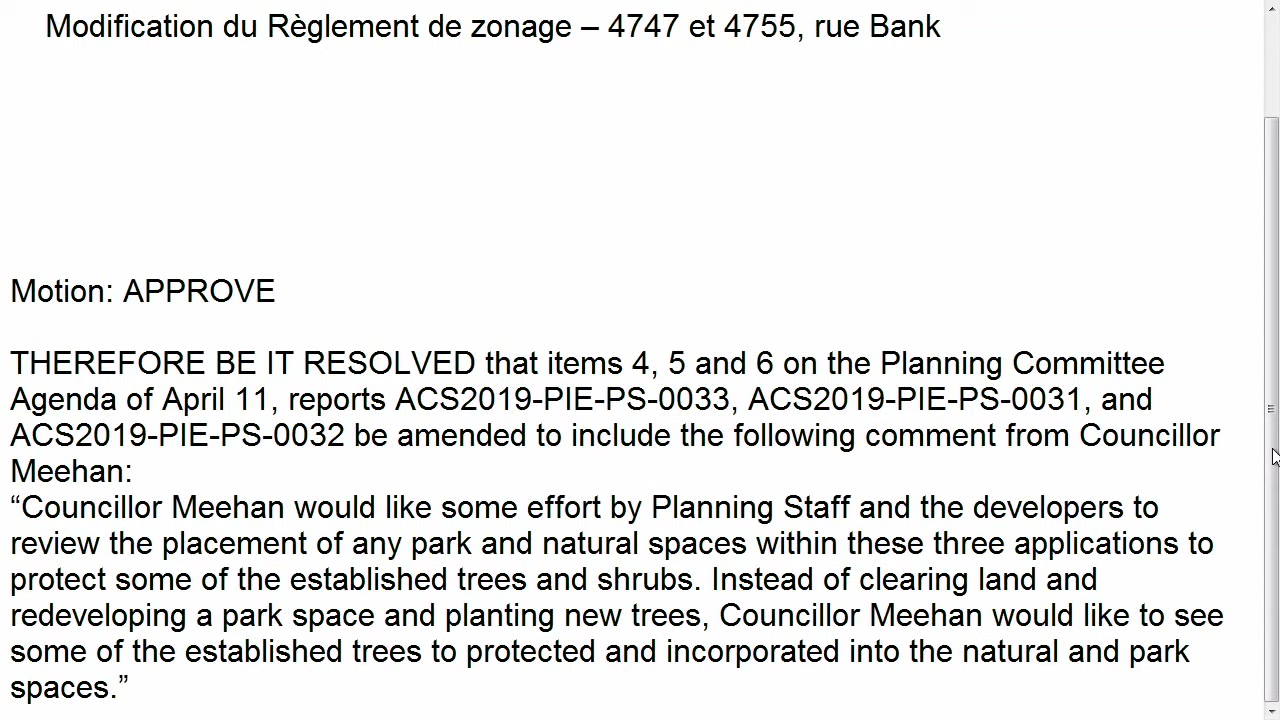 Modification du Règlement de zonage – 4747 et 4755, rue Bank
Motion: APPROVE
THEREFORE BE IT RESOLVED that items 4, 5 and 6 on the Planning Committee
Agenda of April 11, reports ACS2019-PIE-PS-0033, ACS2019-PIE-PS-0031, and
ACS2019-PIE-PS-0032 be amended to include the following comment from Councillor
Meehan:
“Councillor Meehan would like some effort by Planning Staff and the developers to
review the placement of any park and natural spaces within these three applications to
protect some of the established trees and shrubs. Instead of clearing land and
redeveloping a park space and planting new trees, Councillor Meehan would like to see
some of the established trees to protected and incorporated into the natural and park
spaces.”